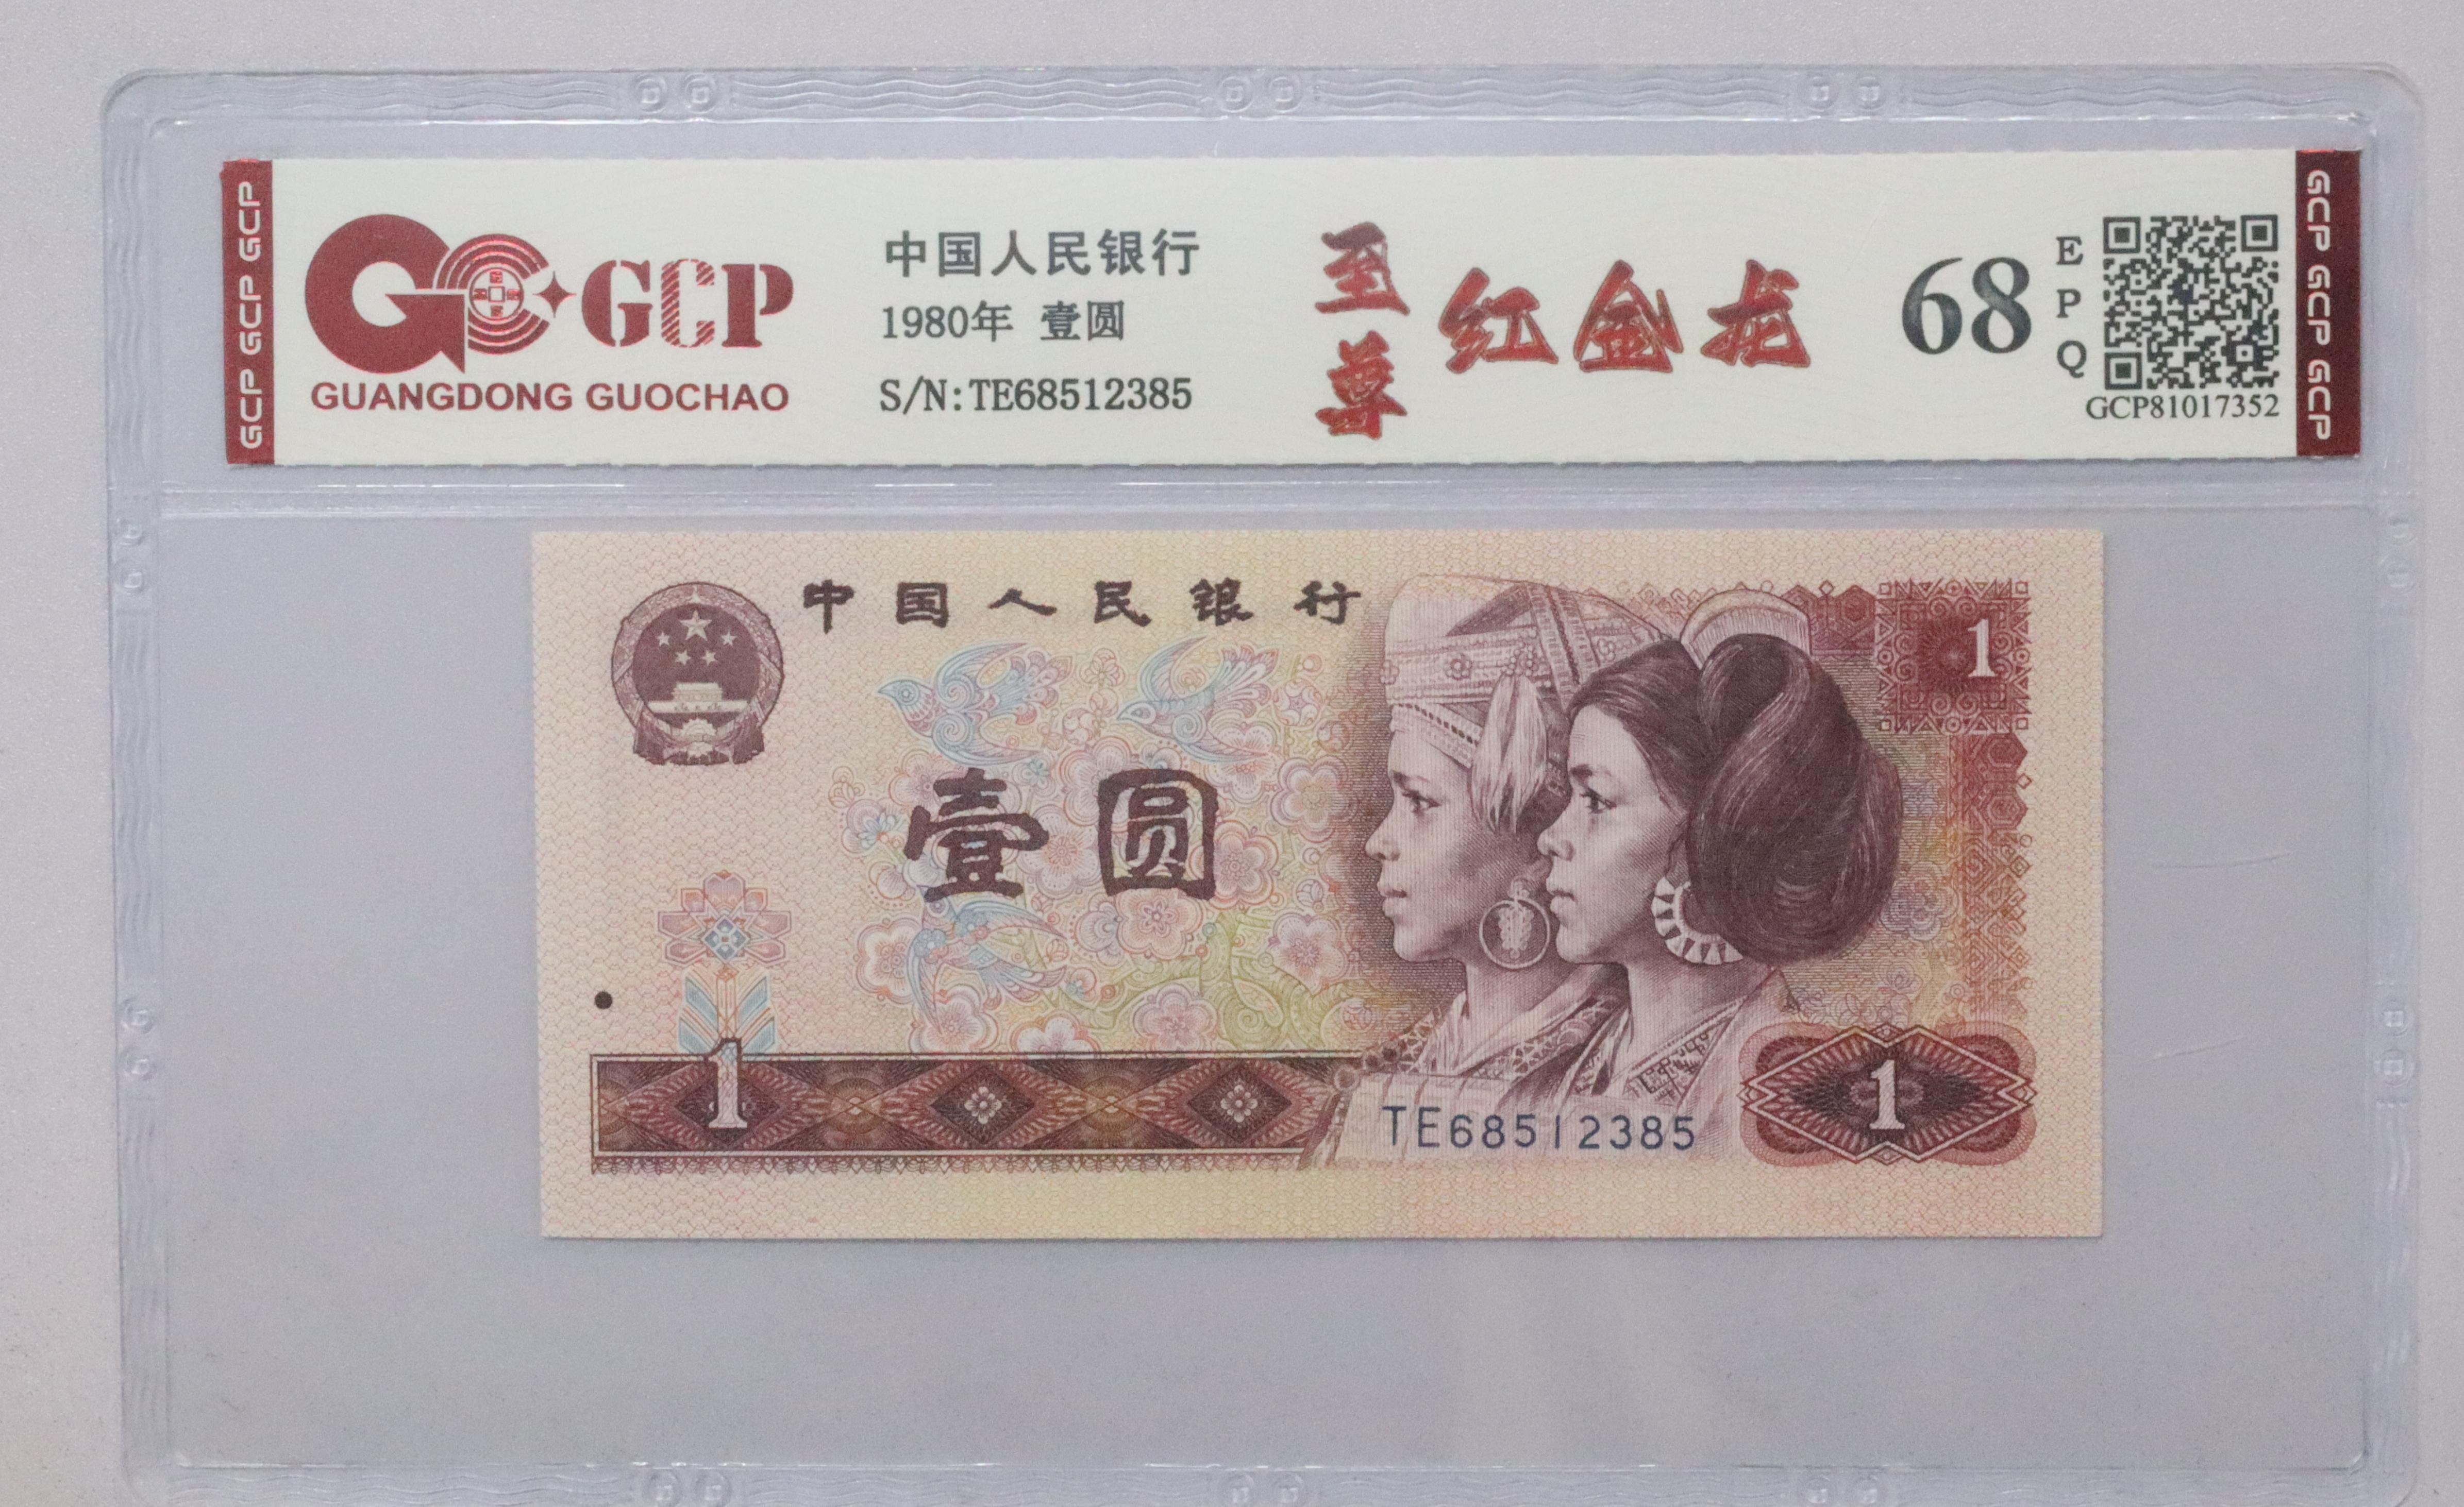 GCP GCP GCP
GCP
GUANGDONG GUOCHAO
中国人民银行
1980年 壹圆
S/N:TE68512385
至尊
红金龙
68
EPQ
GCP81017352
GCP GCP GCP
中国人民银行
1
壹圆
1
TE68512385
1